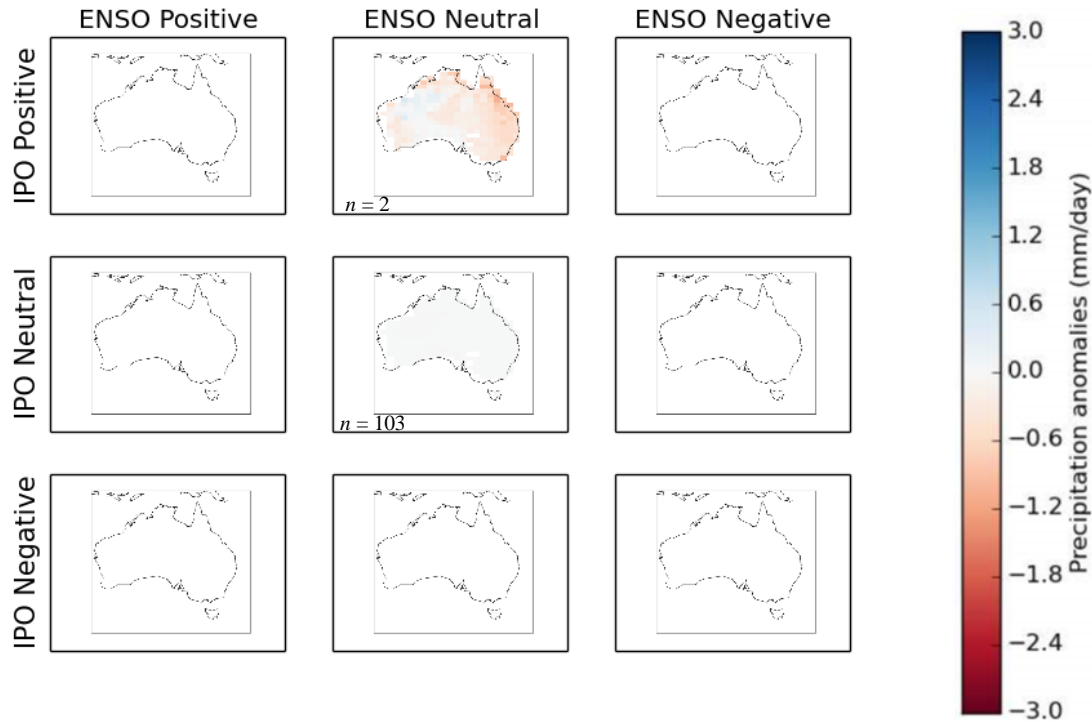 ENSO Positive
ENSO Neutral
ENSO Negative
IPO Positive
n = 2
IPO Neutral
n = 103
IPO Negative
3.0
2.4
1.8
1.2
0.6
0.0
−0.6
−1.2
−1.8
−2.4
−3.0
Precipitation anomalies (mm/day)